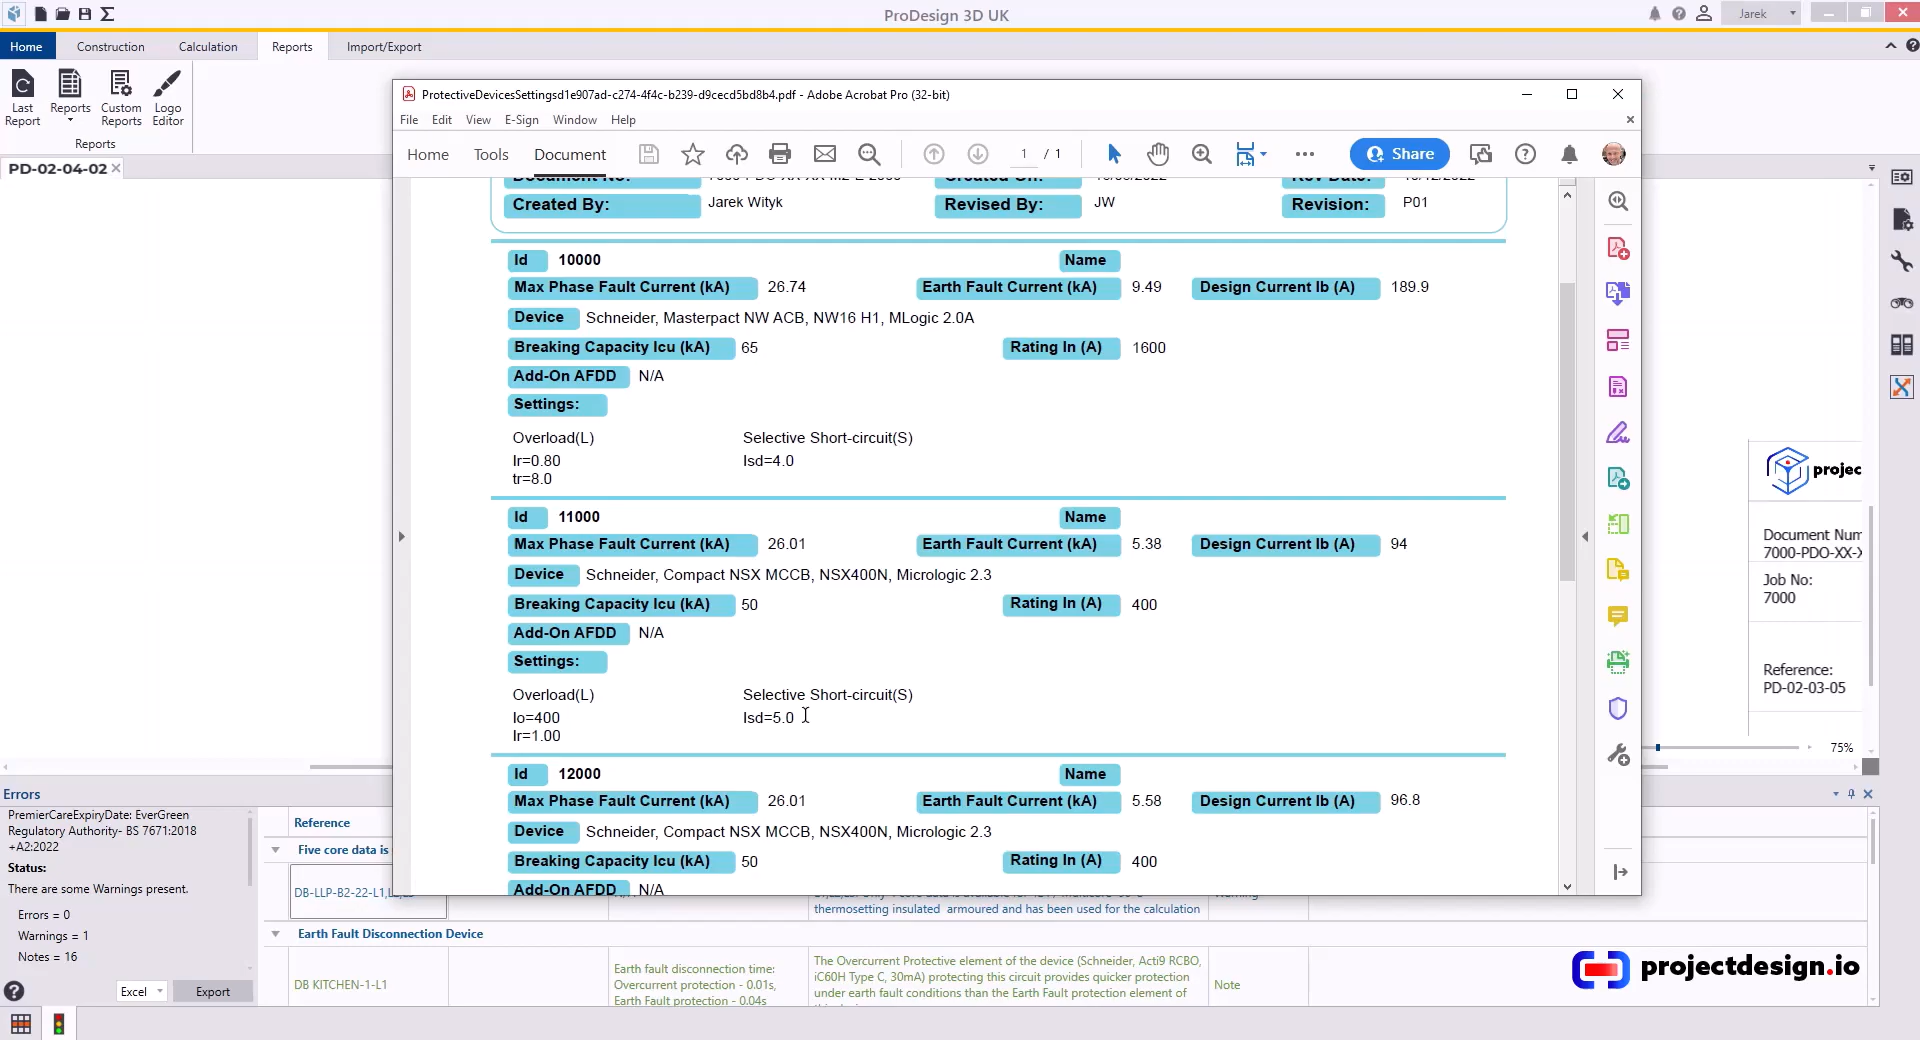 ProDesign 3D UK
Jarek
Home Construction Calculation Reports Import/Export
Last Report
Reports
Custom Reports
Logo Editor
Reports
PD-02-04-02
ProtectiveDevicesSettingsd1e907ad-c274-4f4c-b239-d9cecd5bd8b4.pdf - Adobe Acrobat Pro (32-bit)
File Edit View E-Sign Window Help
Home Tools Document 1 / 1 Share
Document No: Created On: Rev Date:
Created By: Jarek Wityk Revised By: JW Revision: P01
Id 10000 Name
Max Phase Fault Current (kA) 26.74 Earth Fault Current (kA) 9.49 Design Current Ib (A) 189.9
Device Schneider, Masterpact NW ACB, NW16 H1, MLogic 2.0A
Breaking Capacity Icu (kA) 65 Rating In (A) 1600
Add-On AFDD N/A
Settings:
Overload(L) Selective Short-circuit(S)
Ir=0.80 Isd=4.0
tr=8.0
Id 11000 Name
Max Phase Fault Current (kA) 26.01 Earth Fault Current (kA) 5.38 Design Current Ib (A) 94
Device Schneider, Compact NSX MCCB, NSX400N, Micrologic 2.3
Breaking Capacity Icu (kA) 50 Rating In (A) 400
Add-On AFDD N/A
Settings:
Overload(L) Selective Short-circuit(S)
Io=400 Isd=5.0
Ir=1.00
Id 12000 Name
Max Phase Fault Current (kA) 26.01 Earth Fault Current (kA) 5.58 Design Current Ib (A) 96.8
Device Schneider, Compact NSX MCCB, NSX400N, Micrologic 2.3
Breaking Capacity Icu (kA) 50 Rating In (A) 400
Add-On AFDD N/A
projec
Document Num
7000-PDO-XX-X
Job No:
7000
Reference:
PD-02-03-05
75%
Errors
PremierCareExpiryDate: EverGreen
Regulatory Authority- BS 7671:2018
+A2:2022
Status:
There are some Warnings present.
Errors = 0
Warnings = 1
Notes = 16
Excel Export
Reference
Five core data is
DB-LLP-B2-22-L1,
thermosetting insulated armoured and has been used for the calculation
Earth Fault Disconnection Device
DB KITCHEN-1-L1
Earth fault disconnection time:
Overcurrent protection - 0.01s,
Earth Fault protection - 0.04s
The Overcurrent Protective element of the device (Schneider, Acti9 RCBO,
iC60H Type C, 30mA) protecting this circuit provides quicker protection
under earth fault conditions than the Earth Fault protection element of
Note
projectdesign.io